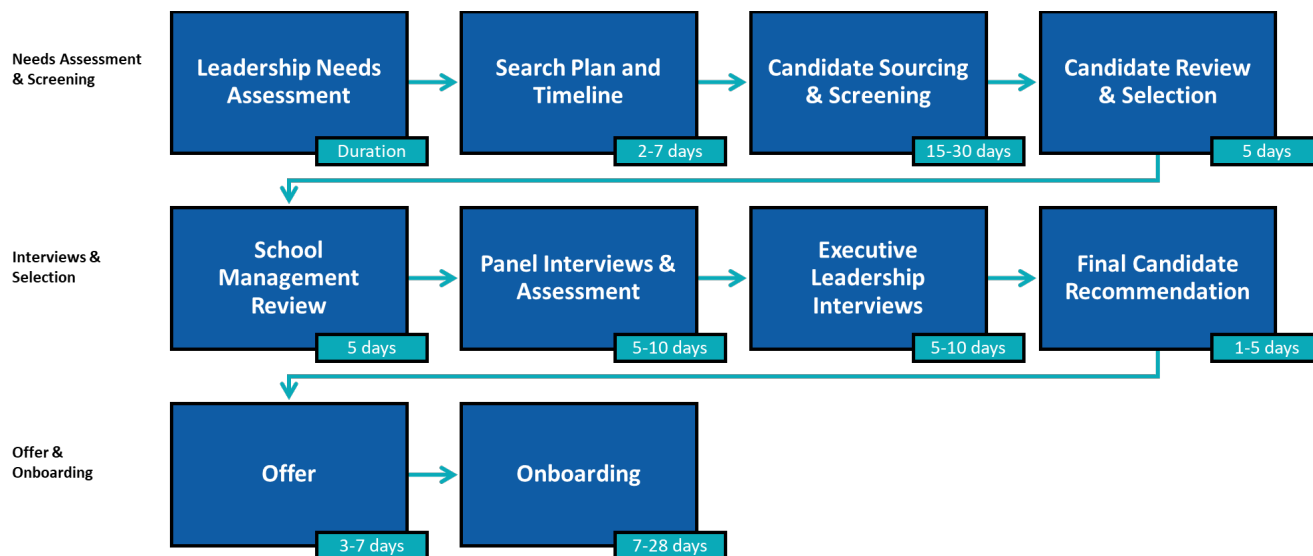 Needs Assessment
& Screening
Leadership Needs
Assessment
Duration
Search Plan and
Timeline
2-7 days
Candidate Sourcing
& Screening
15-30 days
Candidate Review
& Selection
5 days
Interviews &
Selection
School
Management
Review
5 days
Panel Interviews &
Assessment
5-10 days
Executive
Leadership
Interviews
5-10 days
Final Candidate
Recommendation
1-5 days
Offer &
Onboarding
Offer
3-7 days
Onboarding
7-28 days